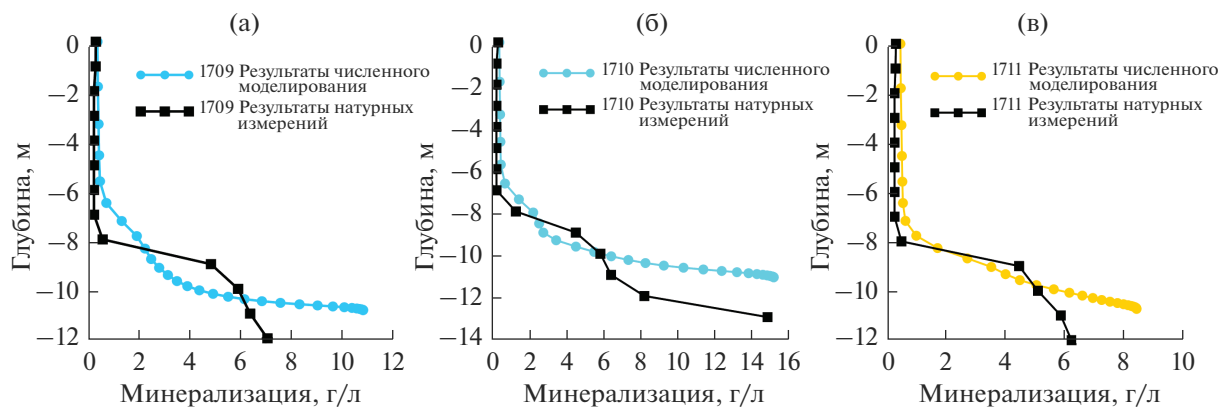 (а)
0
−2
−4
−6
−8
−10
−12
0
2
4
6
8
10
12
Глубина, м
Минерализация, г/л
1709 Результаты численного
моделирования
1709 Результаты натурных
измерений
(б)
0
−2
−4
−6
−8
−10
−12
−14
0
2
4
6
8
10
12
14
16
Глубина, м
Минерализация, г/л
1710 Результаты численного
моделирования
1710 Результаты натурных
измерений
(в)
0
−2
−4
−6
−8
−10
−12
0
2
4
6
8
10
Глубина, м
Минерализация, г/л
1711 Результаты численного
моделирования
1711 Результаты натурных
измерений